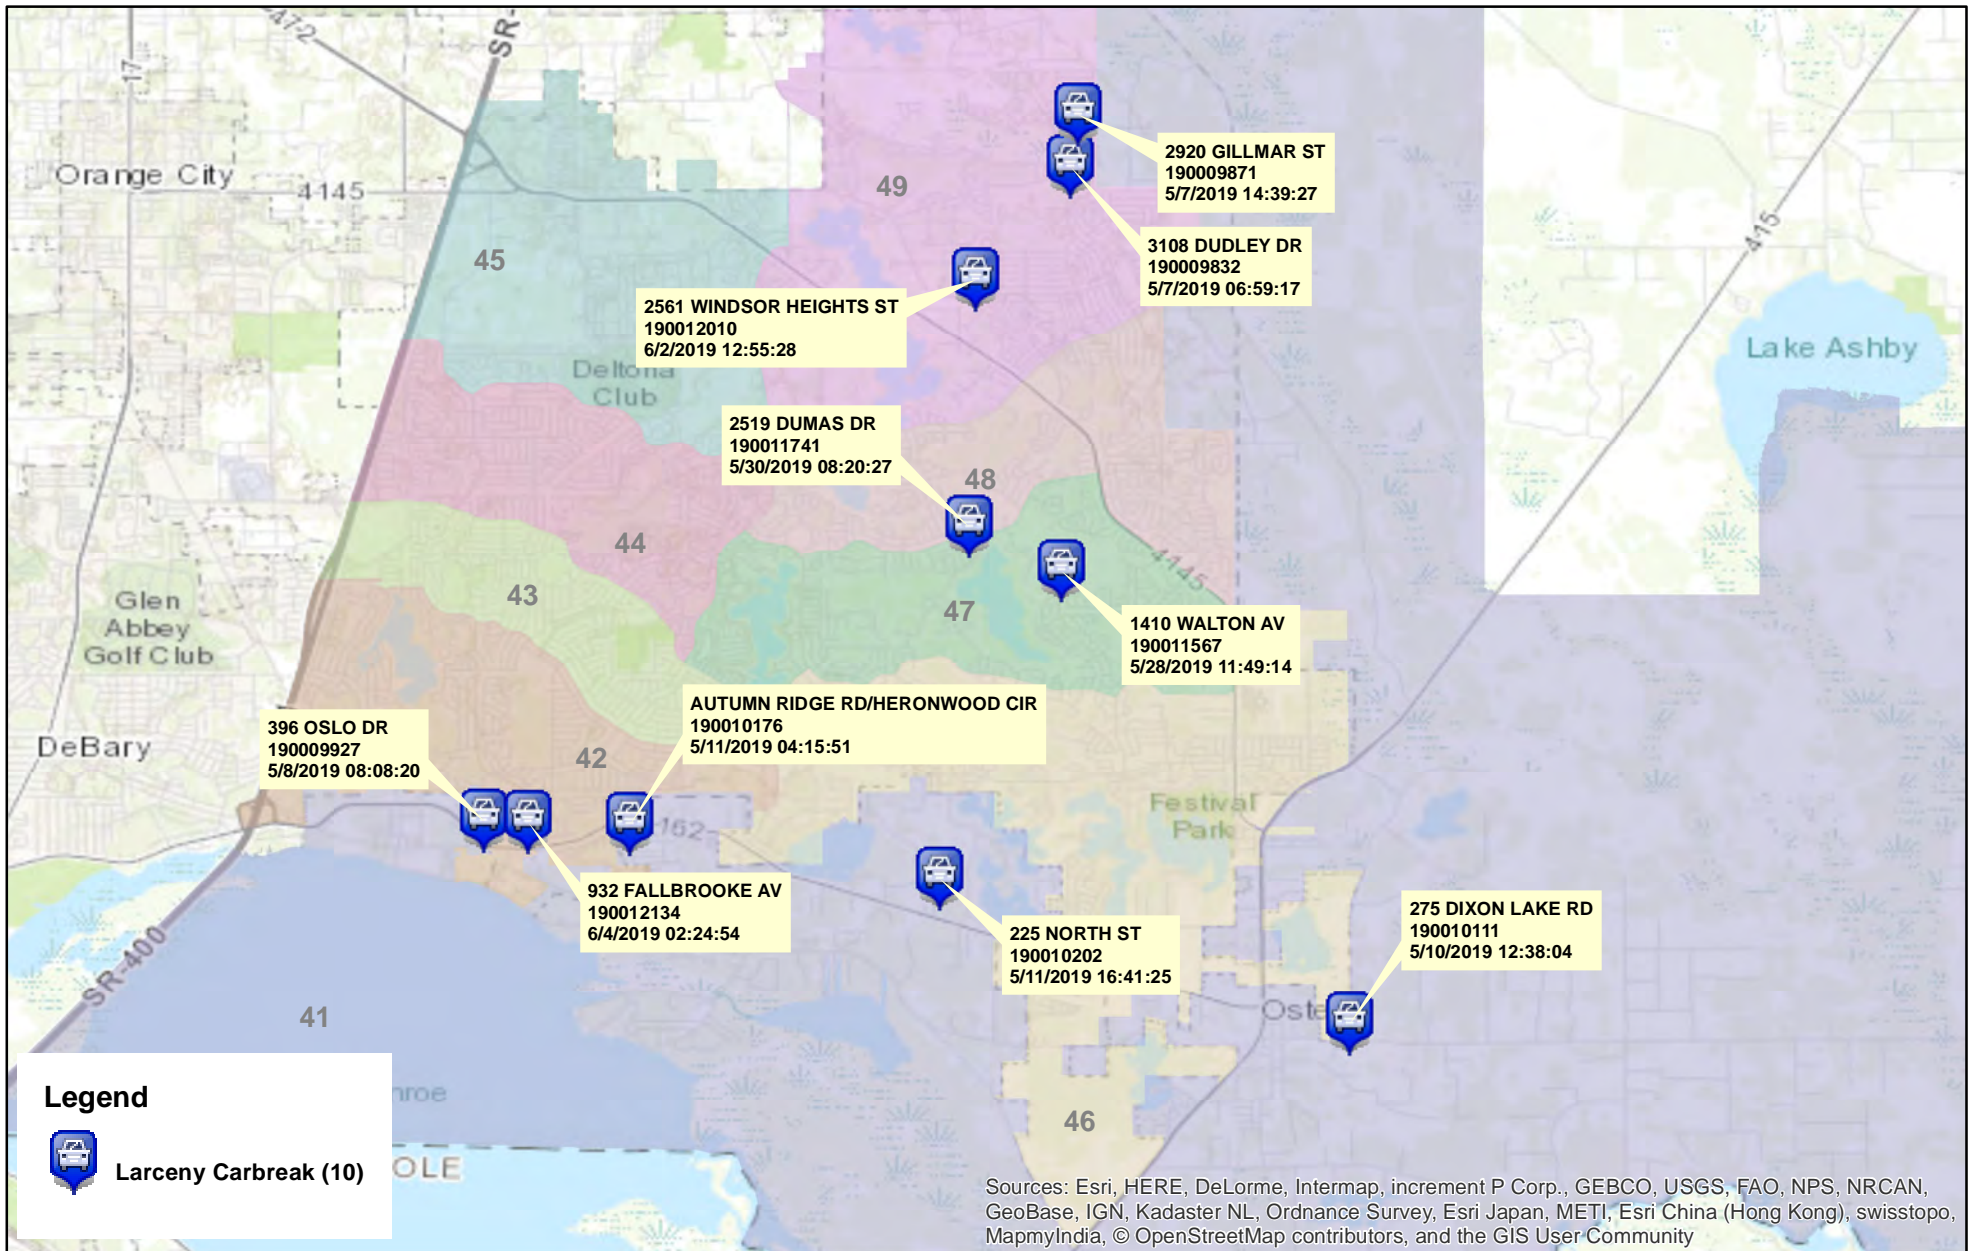 472
SR-
17
Orange City
4145
49
2920 GILLMAR ST
190009871
5/7/2019 14:39:27
415
45
3108 DUDLEY DR
190009832
5/7/2019 06:59:17
2561 WINDSOR HEIGHTS ST
190012010
6/2/2019 12:55:28
Lake Ashby
Deltona
Club
2519 DUMAS DR
190011741
5/30/2019 08:20:27
48
44
4145
43
Glen
Abbey
Golf Club
47
1410 WALTON AV
190011567
5/28/2019 11:49:14
AUTUMN RIDGE RD/HERONWOOD CIR
190010176
5/11/2019 04:15:51
396 OSLO DR
190009927
5/8/2019 08:08:20
DeBary
42
Festival
Park
162
932 FALLBROOKE AV
190012134
6/4/2019 02:24:54
225 NORTH ST
190010202
5/11/2019 16:41:25
275 DIXON LAKE RD
190010111
5/10/2019 12:38:04
SR-400
41
Oste
46
nroe
OLE
Legend
Larceny Carbreak (10)
Sources: Esri, HERE, DeLorme, Intermap, increment P Corp., GEBCO, USGS, FAO, NPS, NRCAN,
GeoBase, IGN, Kadaster NL, Ordnance Survey, Esri Japan, METI, Esri China (Hong Kong), swisstopo,
MapmyIndia, © OpenStreetMap contributors, and the GIS User Community